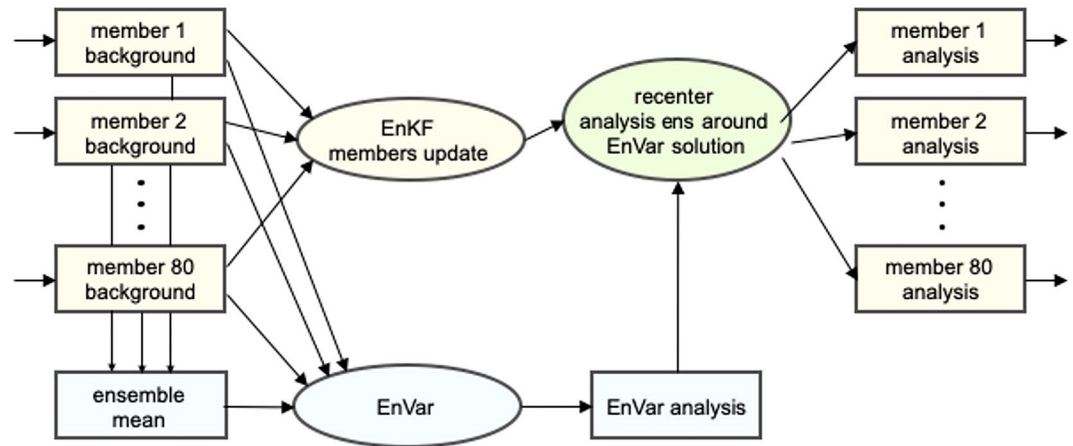 member 1
background
member 2
background
member 80
background
ensemble
mean
EnKF
members update
EnVar
recenter
analysis ens around
EnVar solution
EnVar analysis
member 1
analysis
member 2
analysis
member 80
analysis